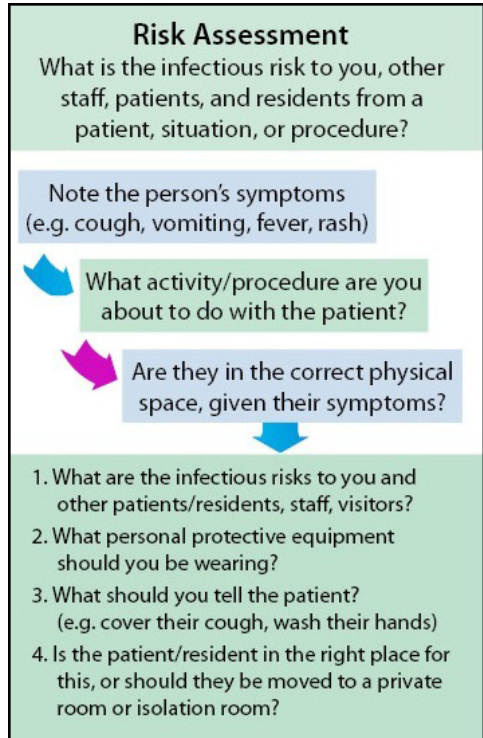 Risk Assessment
What is the infectious risk to you, other
staff, patients, and residents from a
patient, situation, or procedure?
Note the person's symptoms
(e.g. cough, vomiting, fever, rash)
What activity/procedure are you
about to do with the patient?
Are they in the correct physical
space, given their symptoms?
1. What are the infectious risks to you and
other patients/residents, staff, visitors?
2. What personal protective equipment
should you be wearing?
3. What should you tell the patient?
(e.g. cover their cough, wash their hands)
4. Is the patient/resident in the right place for
this, or should they be moved to a private
room or isolation room?